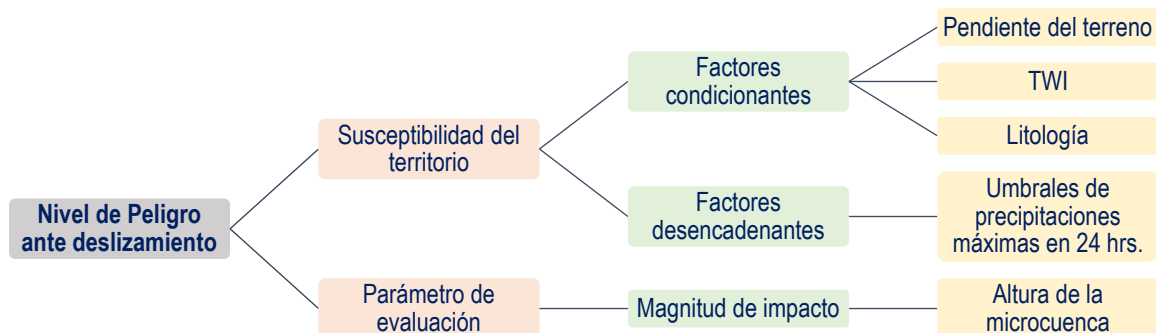 Pendiente del terreno
Factores
condicionantes
TWI
Susceptibilidad del
territorio
Litología
Nivel de Peligro
ante deslizamiento
Factores
desencadenantes
Umbrales de
precipitaciones
máximas en 24 hrs.
Parámetro de
evaluación
Magnitud de impacto
Altura de la
microcuenca